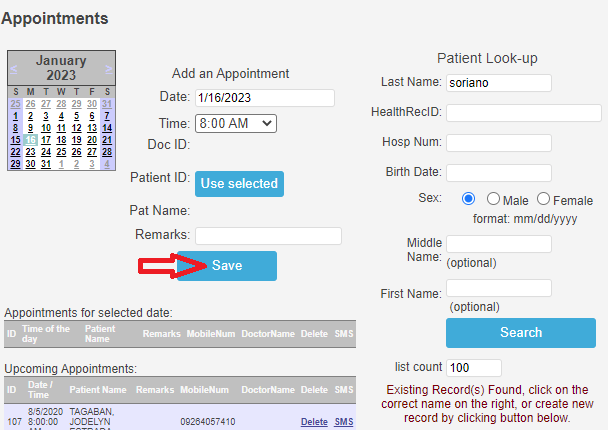 Appointments
< January 2023 >
S M T W T F S
25 26 27 28 29 30 31
1 2 3 4 5 6 7
8 9 10 11 12 13 14
15 16 17 18 19 20 21
22 23 24 25 26 27 28
29 30 31 1 2 3 4
Add an Appointment
Date: 1/16/2023
Time: 8:00 AM
Doc ID:
Patient ID: Use selected
Pat Name:
Remarks:
Save
Patient Look-up
Last Name: soriano
HealthRecID:
Hosp Num:
Birth Date:
Sex: Male Female
format: mm/dd/yyyy
Middle
Name:
(optional)
First Name:
(optional)
Search
list count 100
Existing Record(s) Found, click on the
correct name on the right, or create new
record by clicking button below.
Appointments for selected date:
ID Time of the day Patient Name Remarks MobileNum DoctorName Delete SMS
Upcoming Appointments:
ID Date / Time Patient Name Remarks MobileNum DoctorName Delete SMS
8/5/2020 TAGABAN,
107 8:00:00 JODELYN 09284057410 Delete SMS
AM ESTRADA